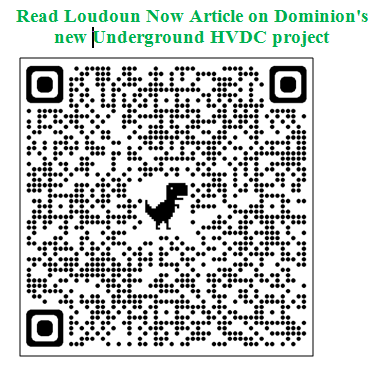 Read Loudoun Now Article on Dominion's
new Underground HVDC project